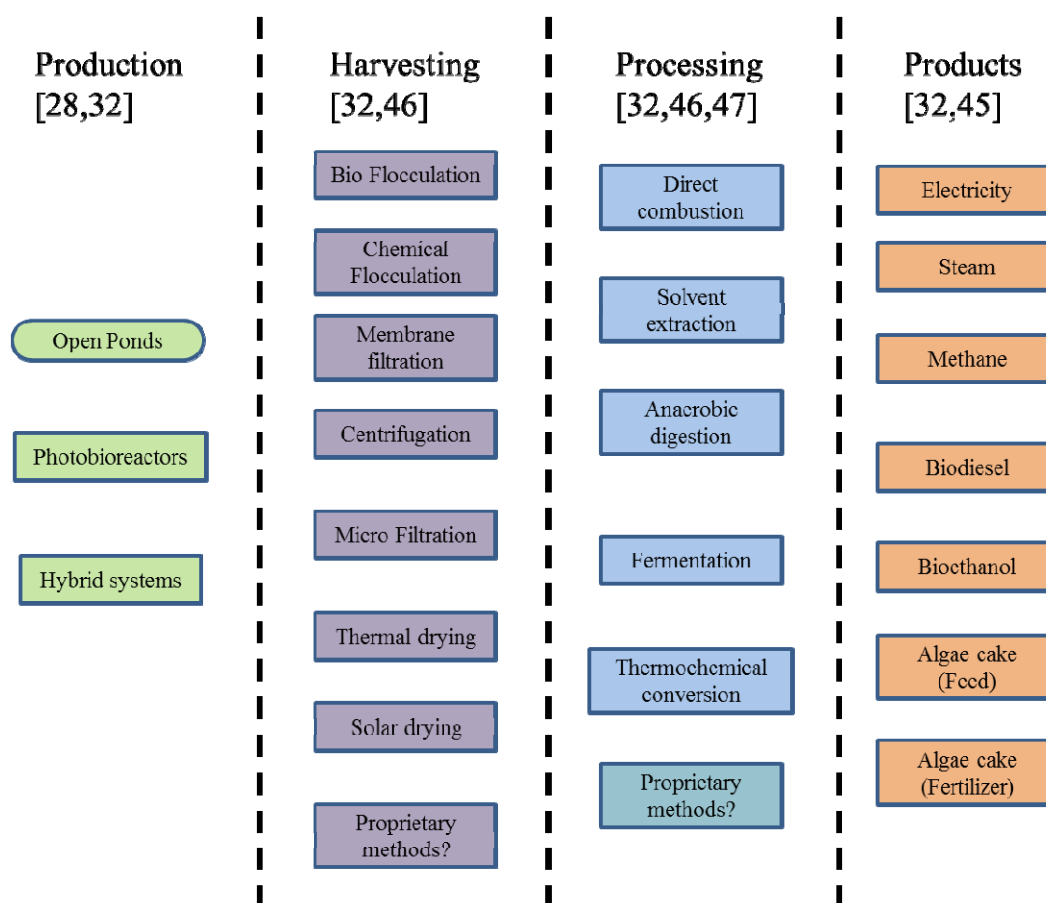 Production
[28,32]
Open Ponds
Photobioreactors
Hybrid systems
Harvesting
[32,46]
Bio Flocculation
Chemical
Flocculation
Membrane
filtration
Centrifugation
Micro Filtration
Thermal drying
Solar drying
Proprietary
methods?
Processing
[32,46,47]
Direct
combustion
Solvent
extraction
Anaerobic
digestion
Fermentation
Thermochemical
conversion
Proprietary
methods?
Products
[32,45]
Electricity
Steam
Methane
Biodiesel
Bioethanol
Algae cake
(Feed)
Algae cake
(Fertilizer)